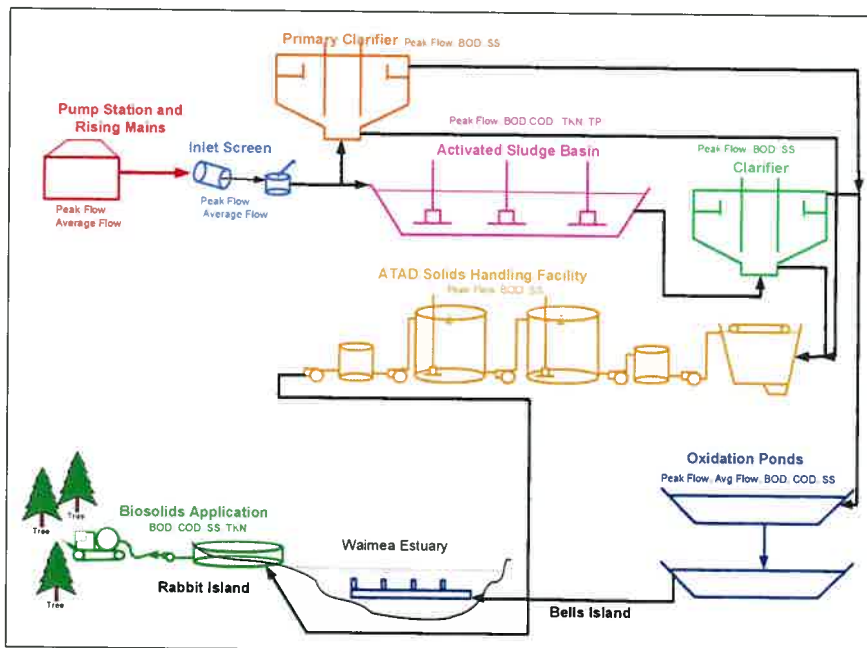 Primary Clarifier Peak Flow. BOD. SS
Pump Station and
Rising Mains
Peak Flow
Average Flow
Inlet Screen
Peak Flow
Average Flow
Peak Flow. BOD.COD. TkN. TP
Activated Sludge Basin
Peak Flow. BOD. SS
Clarifier
ATAD Solids Handling Facility
Peak Flow. BOD. SS
Oxidation Ponds
Peak Flow. Avg Flow. BOD. COD. SS
Tree
Tree
Tree
Biosolids Application
BOD. COD. SS. TkN
Waimea Estuary
Rabbit Island
Bells Island